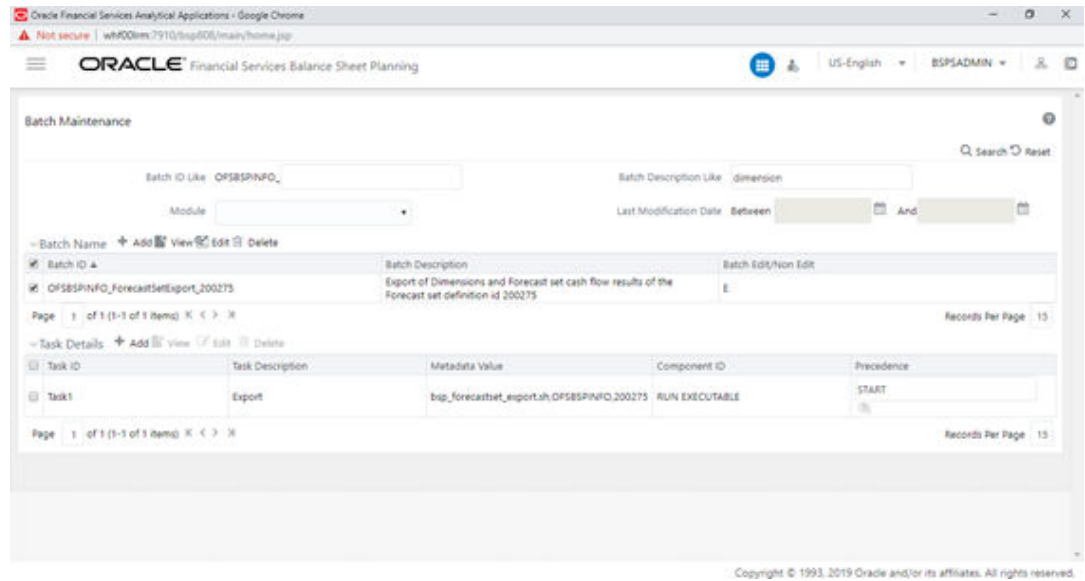 Oracle Financial Services Analytical Applications - Google Chrome
Not secure | whf00lrm:7910/bsp808/main/home.jsp
ORACLE® Financial Services Balance Sheet Planning US-English BSPSADMIN
Batch Maintenance
Search Reset
Batch ID Like OFSBSPINFO_ Batch Description Like dimension
Module Last Modification Date Between And
Batch Name Add View Edit Delete
Batch ID Batch Description Batch Edit/Non Edit
OFSBSPINFO_ForecastSetExport_200275 Export of Dimensions and Forecast set cash flow results of the E
Forecast set definition id 200275
Page 1 of 1 (1-1 of 1 items) Records Per Page 15
Task Details Add View Edit Delete
Task ID Task Description Metadata Value Component ID Precedence
Task1 Export bsp_forecastset_export.sh,OFSBSPINFO,200275 RUN EXECUTABLE START
Page 1 of 1 (1-1 of 1 items) Records Per Page 15
Copyright © 1993, 2019 Oracle and/or its affiliates. All rights reserved.